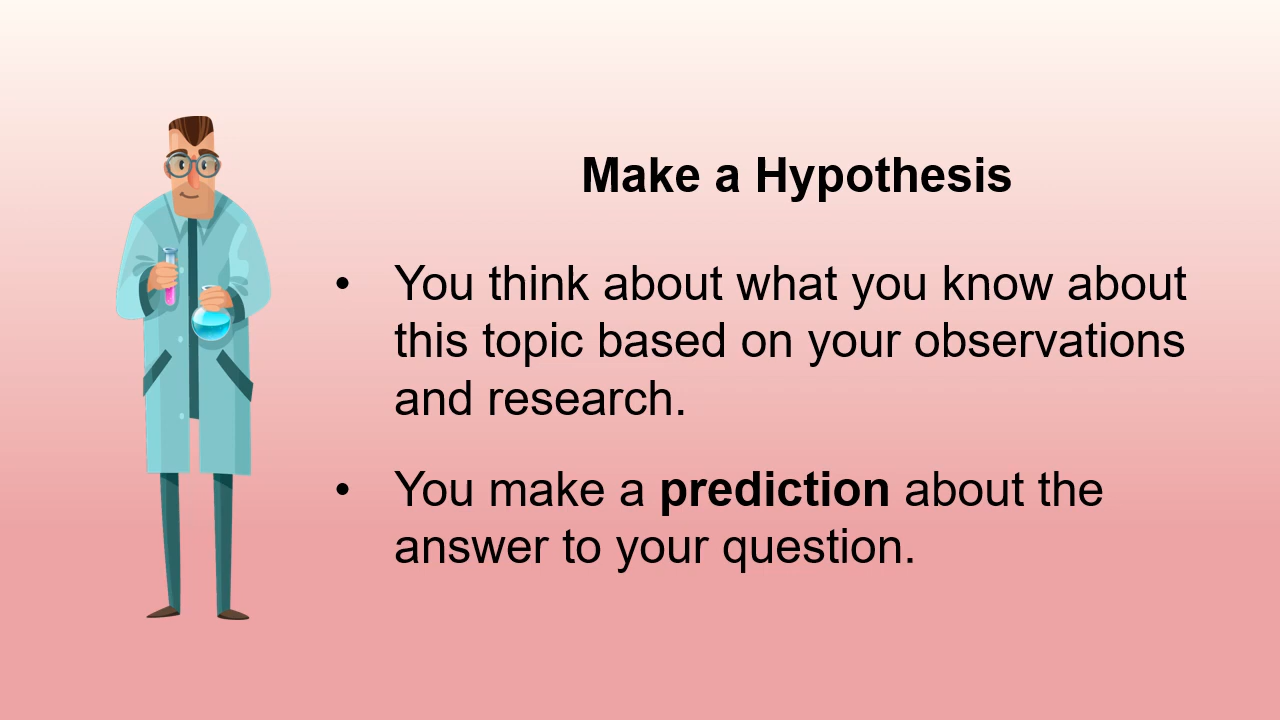 Make a Hypothesis
• You think about what you know about
this topic based on your observations
and research.
• You make a prediction about the
answer to your question.